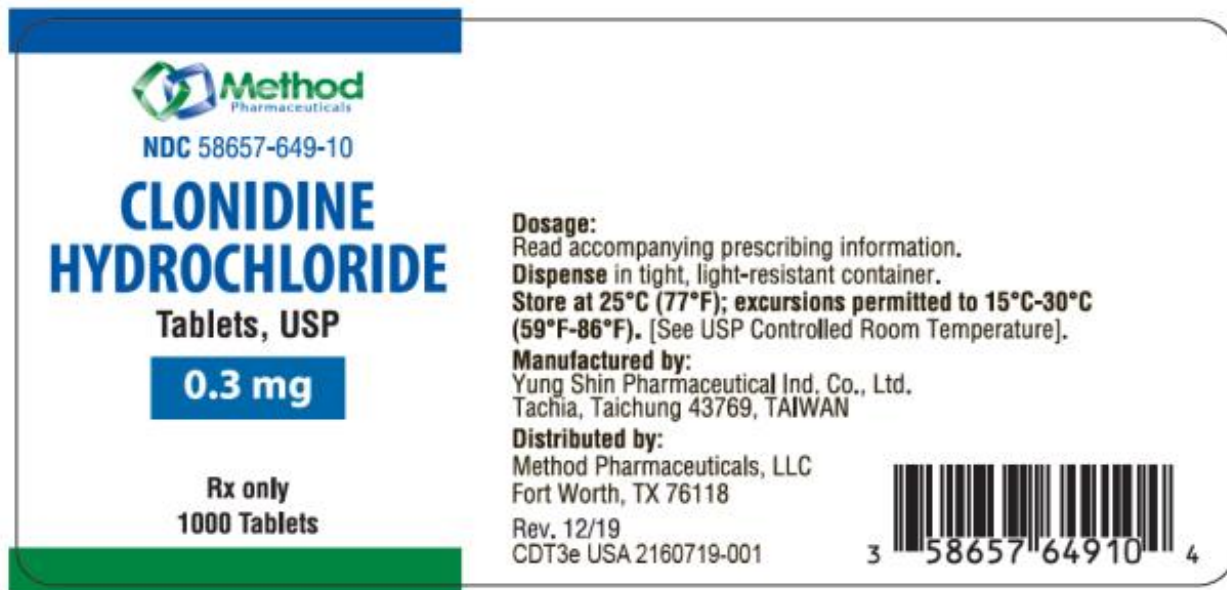 Method
Pharmaceuticals
NDC 58657-649-10
CLONIDINE
HYDROCHLORIDE
Tablets, USP
0.3 mg
Rx only
1000 Tablets
Dosage:
Read accompanying prescribing information.
Dispense in tight, light-resistant container.
Store at 25°C (77°F); excursions permitted to 15°C-30°C
(59°F-86°F). [See USP Controlled Room Temperature].
Manufactured by:
Yung Shin Pharmaceutical Ind. Co., Ltd.
Tachia, Taichung 43769, TAIWAN
Distributed by:
Method Pharmaceuticals, LLC
Fort Worth, TX 76118
Rev. 12/19
CDT3e USA 2160719-001
3 58657 64910 4